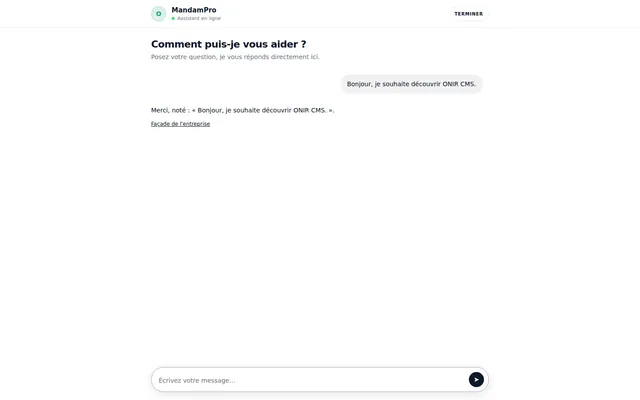 O
MandamPro
Assistant en ligne
TERMINER
Comment puis-je vous aider ?
Posez votre question, je vous réponds directement ici.
Bonjour, je souhaite découvrir ONIR CMS.
Merci, noté : « Bonjour, je souhaite découvrir ONIR CMS. ».
Façade de l'entreprise
Écrivez votre message...